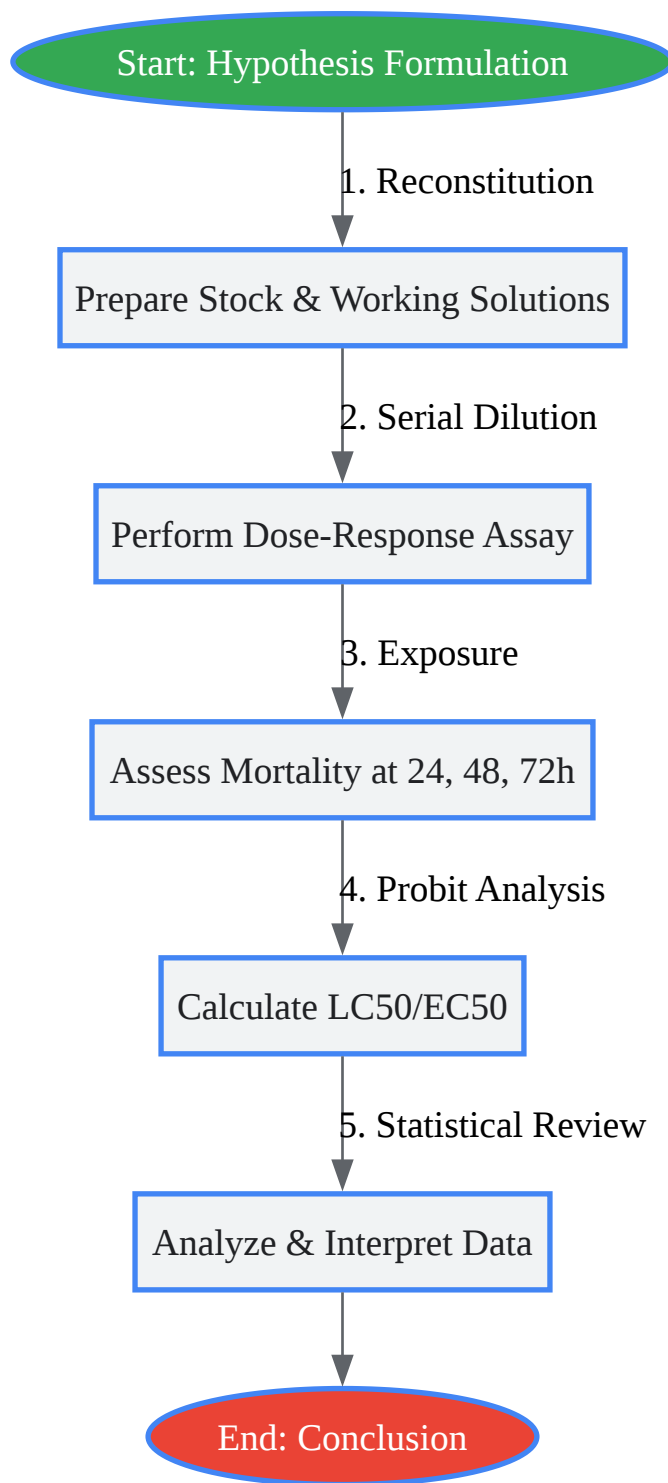 Start: Hypothesis Formulation
1. Reconstitution
Prepare Stock & Working Solutions
2. Serial Dilution
Perform Dose-Response Assay
3. Exposure
Assess Mortality at 24, 48, 72h
4. Probit Analysis
Calculate LC50/EC50
5. Statistical Review
Analyze & Interpret Data
End: Conclusion